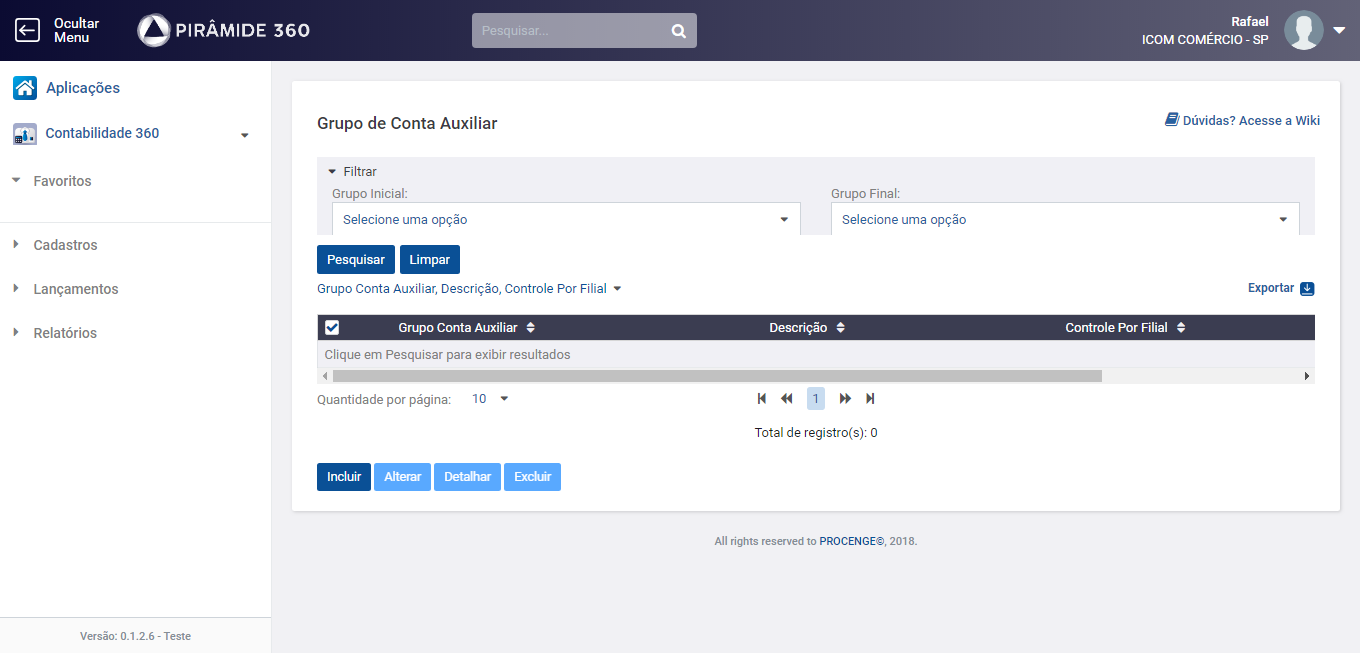 Ocultar
Menu
PIRÂMIDE 360
Pesquisar...
Rafael
ICOM COMÉRCIO - SP
Aplicações
Contabilidade 360
Favoritos
Cadastros
Lançamentos
Relatórios
Versão: 0.1.2.6 - Teste
Grupo de Conta Auxiliar
Dúvidas? Acesse a Wiki
Filtrar
Grupo Inicial: Grupo Final:
Selecione uma opção Selecione uma opção
Pesquisar Limpar
Grupo Conta Auxiliar, Descrição, Controle Por Filial
Exportar
Grupo Conta Auxiliar Descrição Controle Por Filial
Clique em Pesquisar para exibir resultados
Quantidade por página: 10 1
Total de registro(s): 0
Incluir Alterar Detalhar Excluir
All rights reserved to PROCENGE©, 2018.